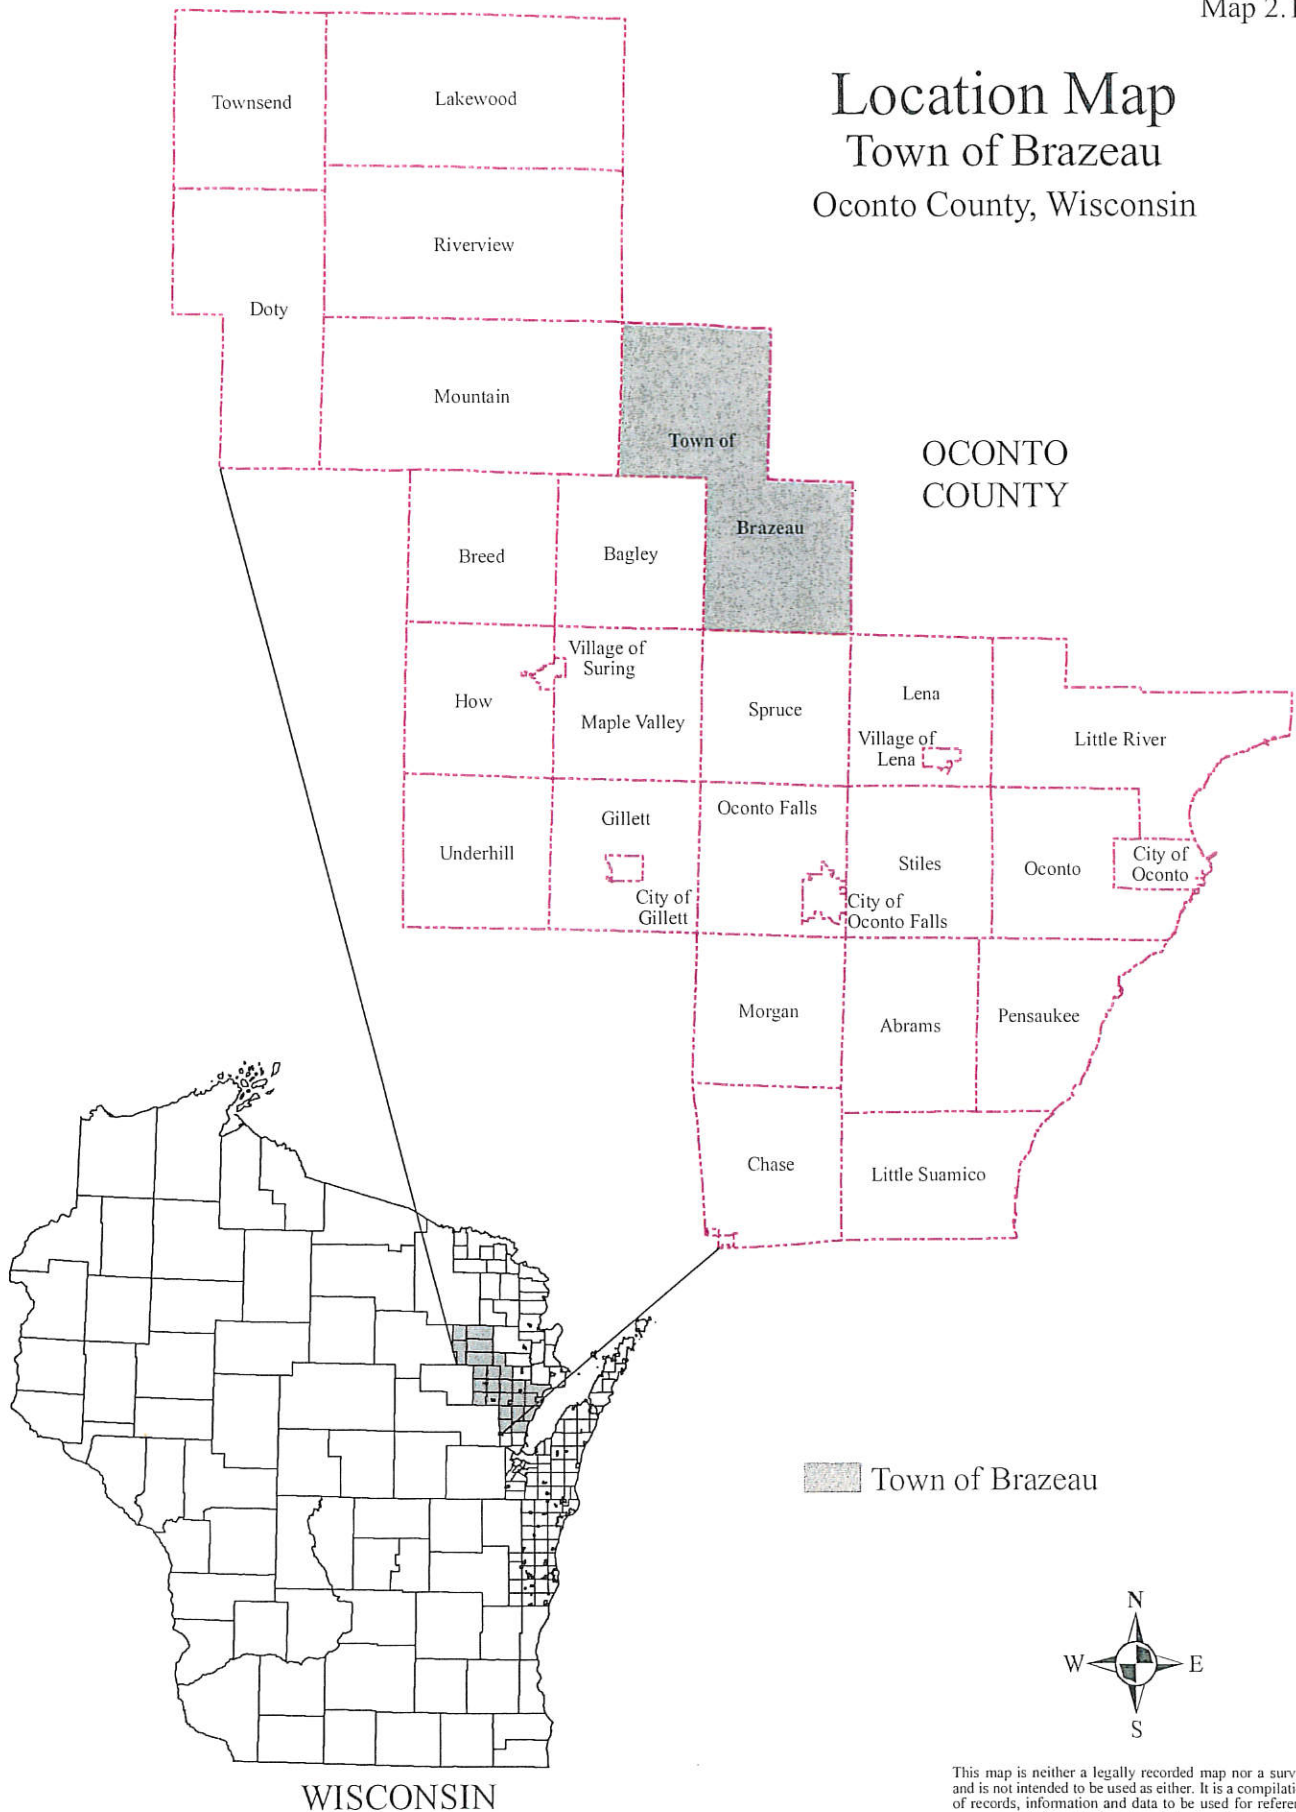 Map 2.1
Location Map
Town of Brazeau
Oconto County, Wisconsin
Townsend
Lakewood
Riverview
Doty
Mountain
Town of
Brazeau
OCONTO
COUNTY
Breed
Bagley
Village of
Suring
How
Maple Valley
Spruce
Lena
Village of
Lena
Little River
Underhill
Gillett
City of
Gillett
Oconto Falls
City of
Oconto Falls
Stiles
Oconto
City of
Oconto
Morgan
Abrams
Pensaukee
Chase
Little Suamico
Town of Brazeau
N
W
E
S
WISCONSIN
This map is neither a legally recorded map nor a surv
and is not intended to be used as either. It is a compilati
of records, information and data to be used for referen